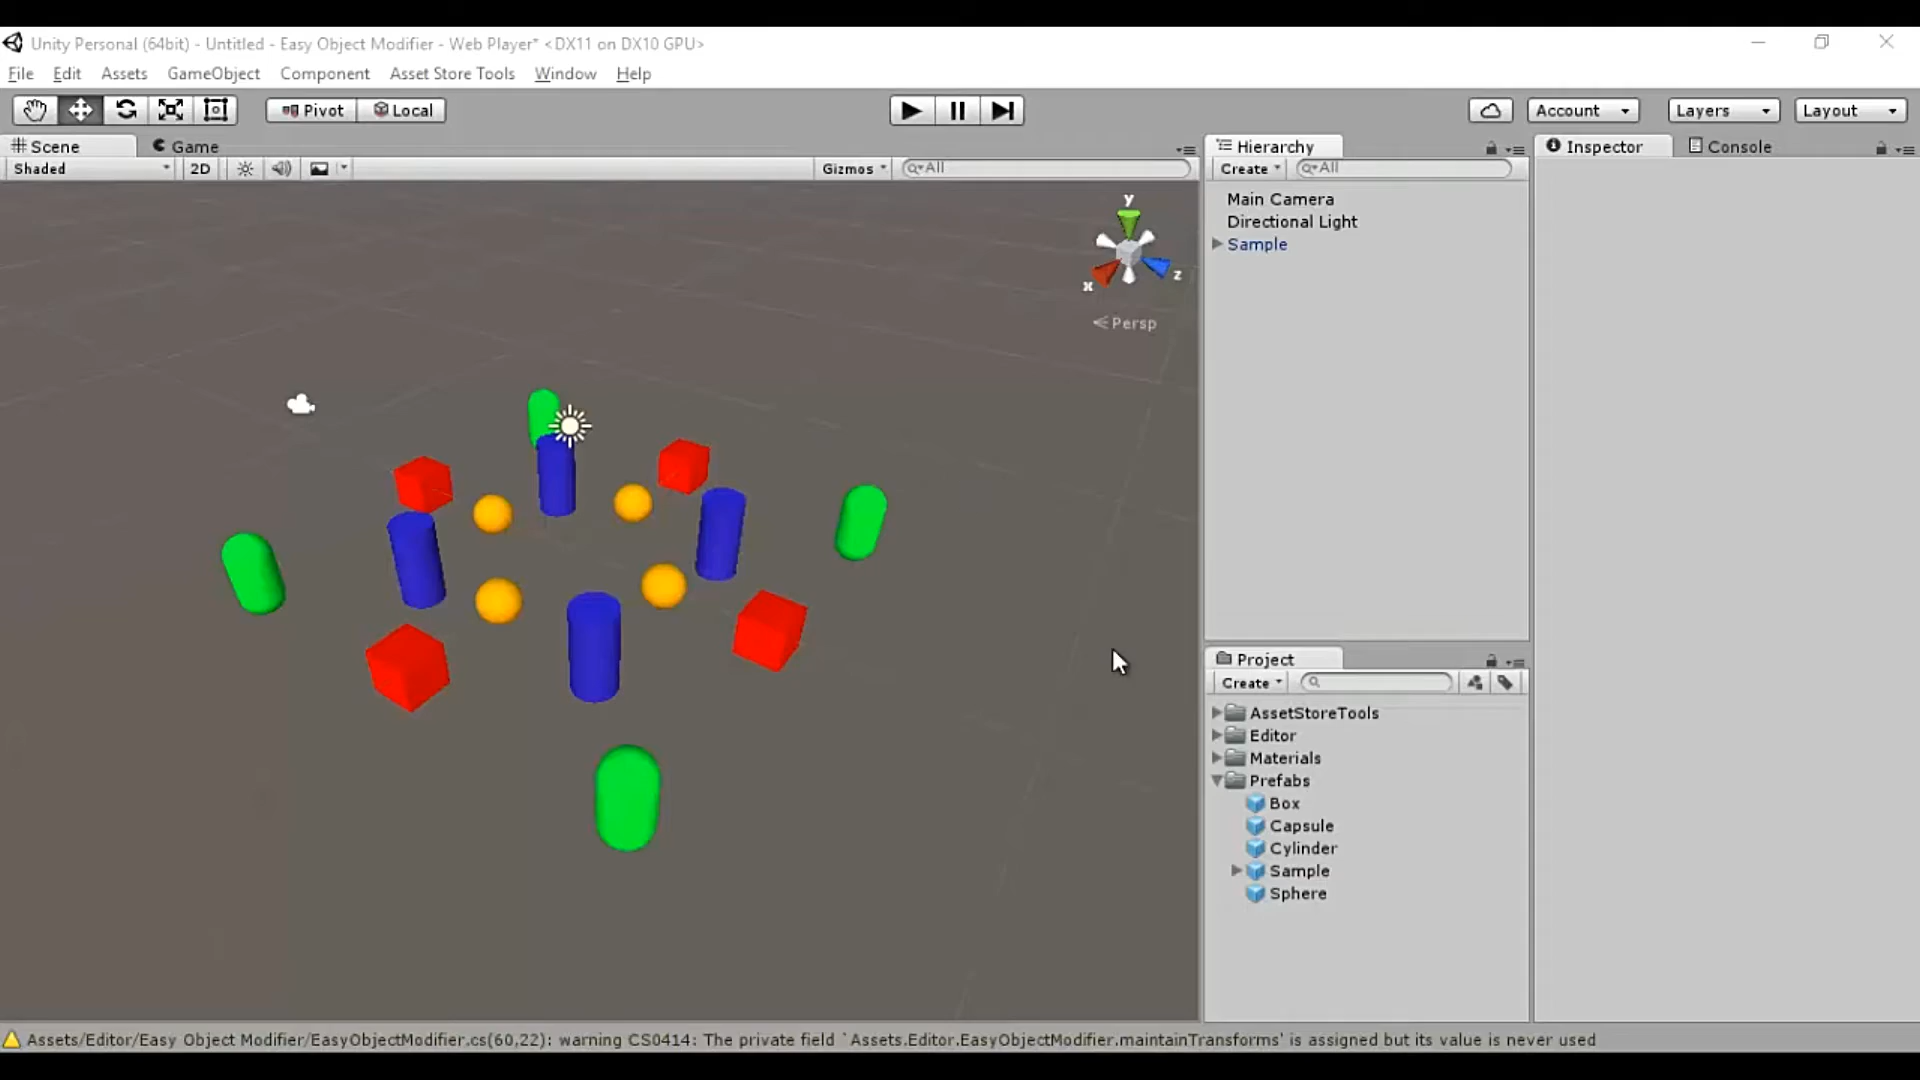 Unity Personal (64bit) - Untitled - Easy Object Modifier - Web Player* <DX11 on DX10 GPU>
File Edit Assets GameObject Component Asset Store Tools Window Help
Pivot Local Account Layers Layout
Scene Game
Shaded 2D Gizmos All
y
x
z
Persp
Hierarchy
Create All
Main Camera
Directional Light
Sample
Project
Create
AssetStoreTools
Editor
Materials
Prefabs
Box
Capsule
Cylinder
Sample
Sphere
Inspector Console
Assets/Editor/Easy Object Modifier/EasyObjectModifier.cs(60,22): warning CS0414: The private field `Assets.Editor.EasyObjectModifier.maintainTransforms' is assigned but its value is never used